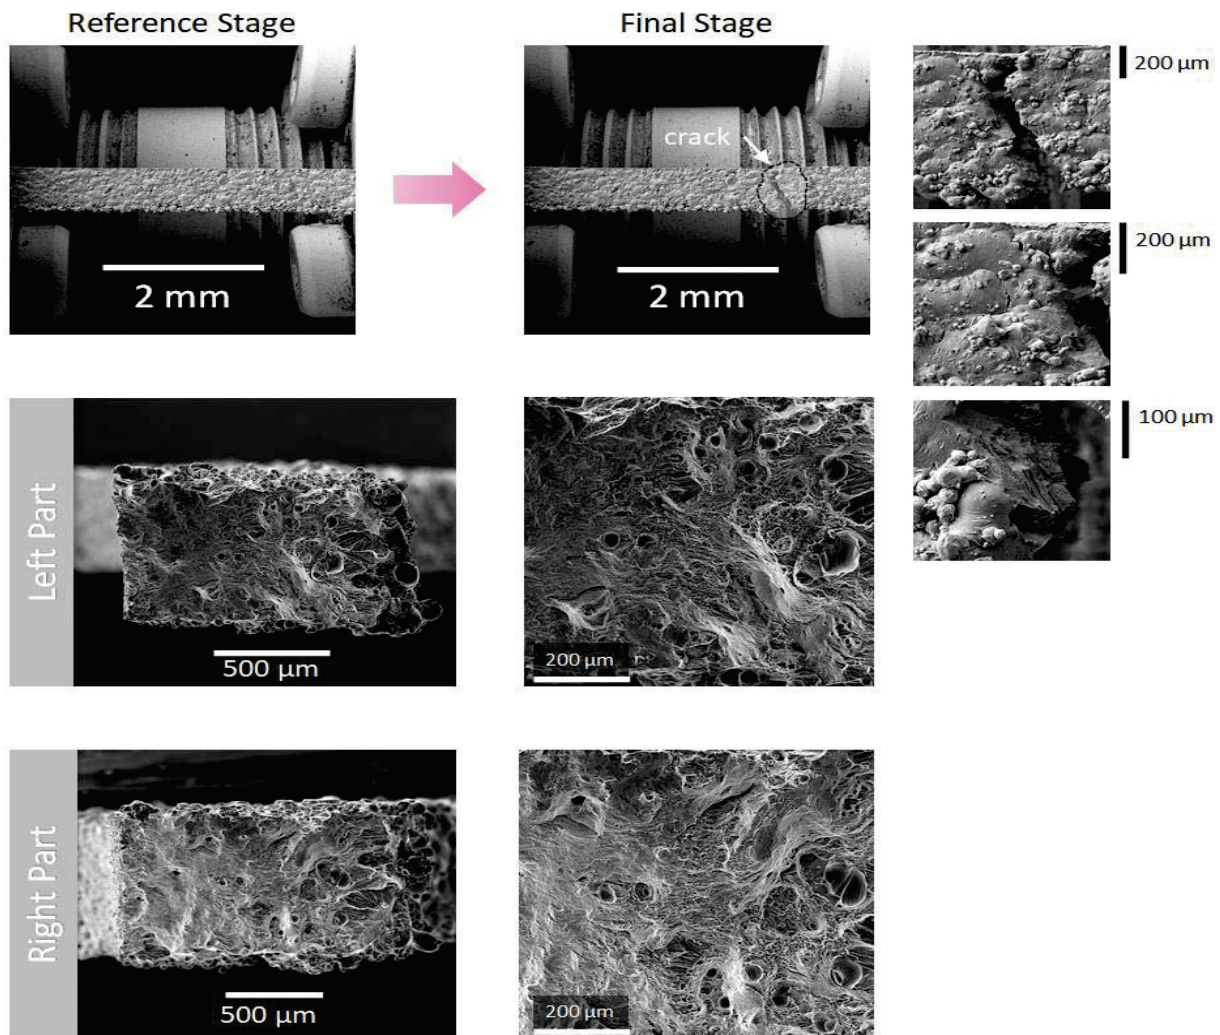 Reference Stage
Final Stage
200 µm
crack
2 mm
2 mm
200 µm
100 µm
Left Part
500 µm
200 µm
Right Part
500 µm
200 µm